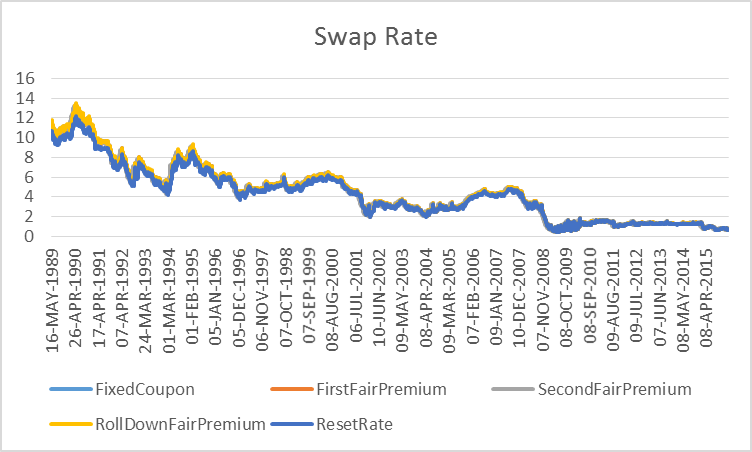 Swap Rate
16
14
12
10
8
6
4
2
0
16-MAY-1989
26-APR-1990
17-APR-1991
07-APR-1992
24-MAR-1993
01-MAR-1994
01-FEB-1995
05-JAN-1996
05-DEC-1996
06-NOV-1997
07-OCT-1998
07-SEP-1999
08-AUG-2000
06-JUL-2001
10-JUN-2002
09-MAY-2003
08-APR-2004
09-MAR-2005
07-FEB-2006
09-JAN-2007
10-DEC-2007
07-NOV-2008
08-OCT-2009
08-SEP-2010
09-AUG-2011
09-JUL-2012
07-JUN-2013
08-MAY-2014
08-APR-2015
FixedCoupon FirstFairPremium SecondFairPremium
RollDownFairPremium ResetRate